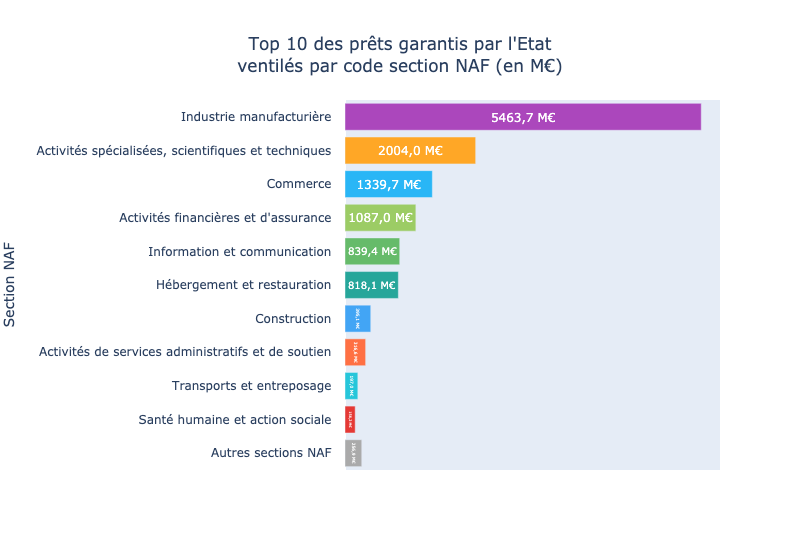 Top 10 des prêts garantis par l'Etat
ventilés par code section NAF (en M€)
Section NAF
Industrie manufacturière
5463,7 M€
Activités spécialisées, scientifiques et techniques
2004,0 M€
Commerce
1339,7 M€
Activités financières et d'assurance
1087,0 M€
Information et communication
839,4 M€
Hébergement et restauration
818,1 M€
Construction
Activités de services administratifs et de soutien
Transports et entreposage
Santé humaine et action sociale
Autres sections NAF